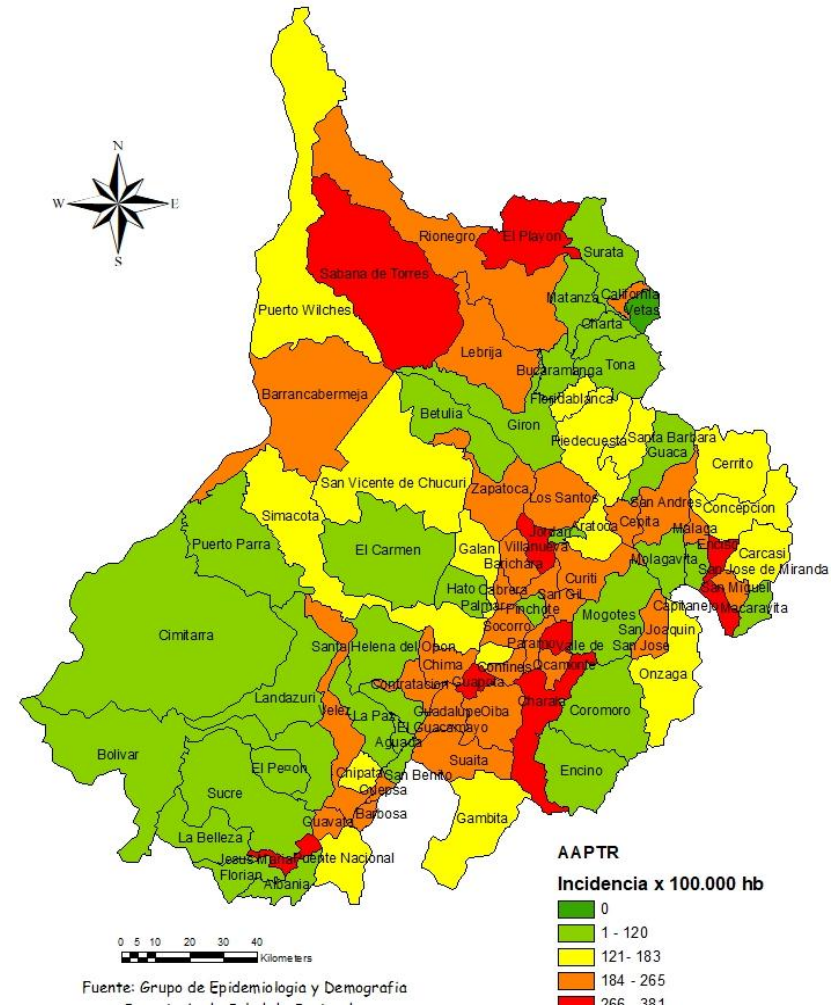 N
W E
S
Rionegro
El Playon
Surata
Sabana de Torres
Matanza
California
Vetas
Puerto Wilches
Charta
Lebrija
Bucaramanga
Tona
Barrancabermeja
Floridablanca
Betulia
Giron
Piedecuesta
Santa Barbara
Guaca
Cerrito
San Vicente de Chucuri
Zapatoca
Los Santos
San Andres
Concepcion
Simacota
Cepita
Malaga
Jordan
Aratoca
Puerto Parra
El Carmen
Galan
Villanueva
Enciso
Carcasi
Barichara
Molagavita
San Jose de Miranda
Curiti
San Miguel
Hato
Cabrera
San Gil
Palmar
Pinchote
Mogotes
Capitanejo
Macaravita
Cimitarra
Socorro
San Joaquin
Santa Helena del Opon
Paramo
Valle de San Jose
Chima
Confines
Ocamonte
Onzaga
Contratacion
Guapota
Landazuri
Charala
Velez
La Paz
Guadalupe
Oiba
Coromoro
El Guacamayo
Aguada
Bolivar
Suaita
El Pe¤on
Chipata
San Benito
Encino
Sucre
Guepsa
Guavata
Barbosa
Gambita
La Belleza
Jesus Maria
Puente Nacional
Florian
Albania
AAPTR
Incidencia x 100.000 hb
0
1 - 120
121- 183
184 - 265
266 - 381
0 5 10 20 30 40
Kilometers
Fuente: Grupo de Epidemiologia y Demografia